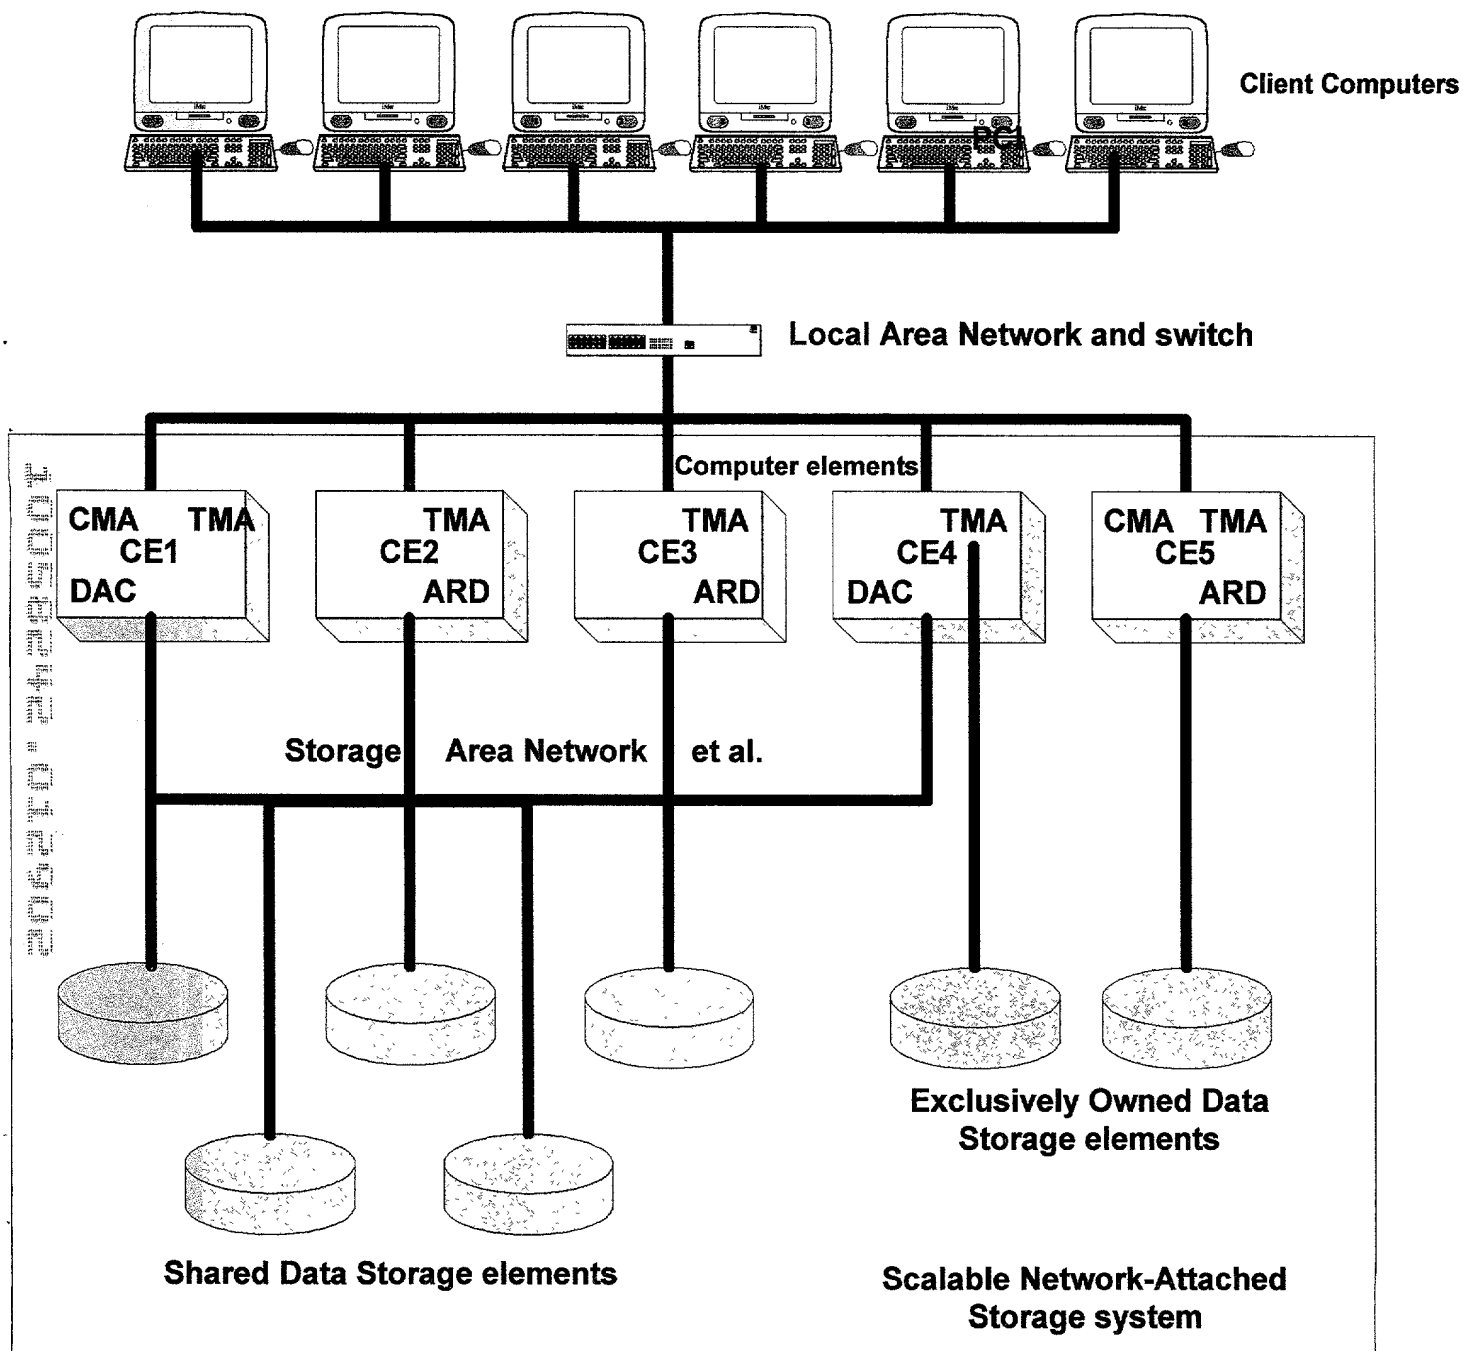 Client Computers
PCI
Local Area Network and switch
Computer elements
CMA TMA
CE1
DAC
TMA
CE2
ARD
TMA
CE3
ARD
TMA
CE4
DAC
CMA TMA
CE5
ARD
Storage Area Network et al.
Exclusively Owned Data
Storage elements
Shared Data Storage elements
Scalable Network-Attached
Storage system